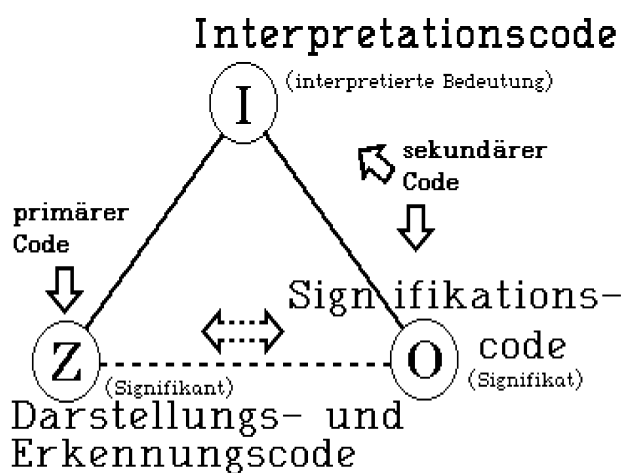 Interpretationscode
I
(interpretierte Bedeutung)
sekundärer
Code
primärer
Code
Signifikations-
code
Z
(Signifikant)
O
(Signifikat)
Darstellungs- und
Erkennungscode